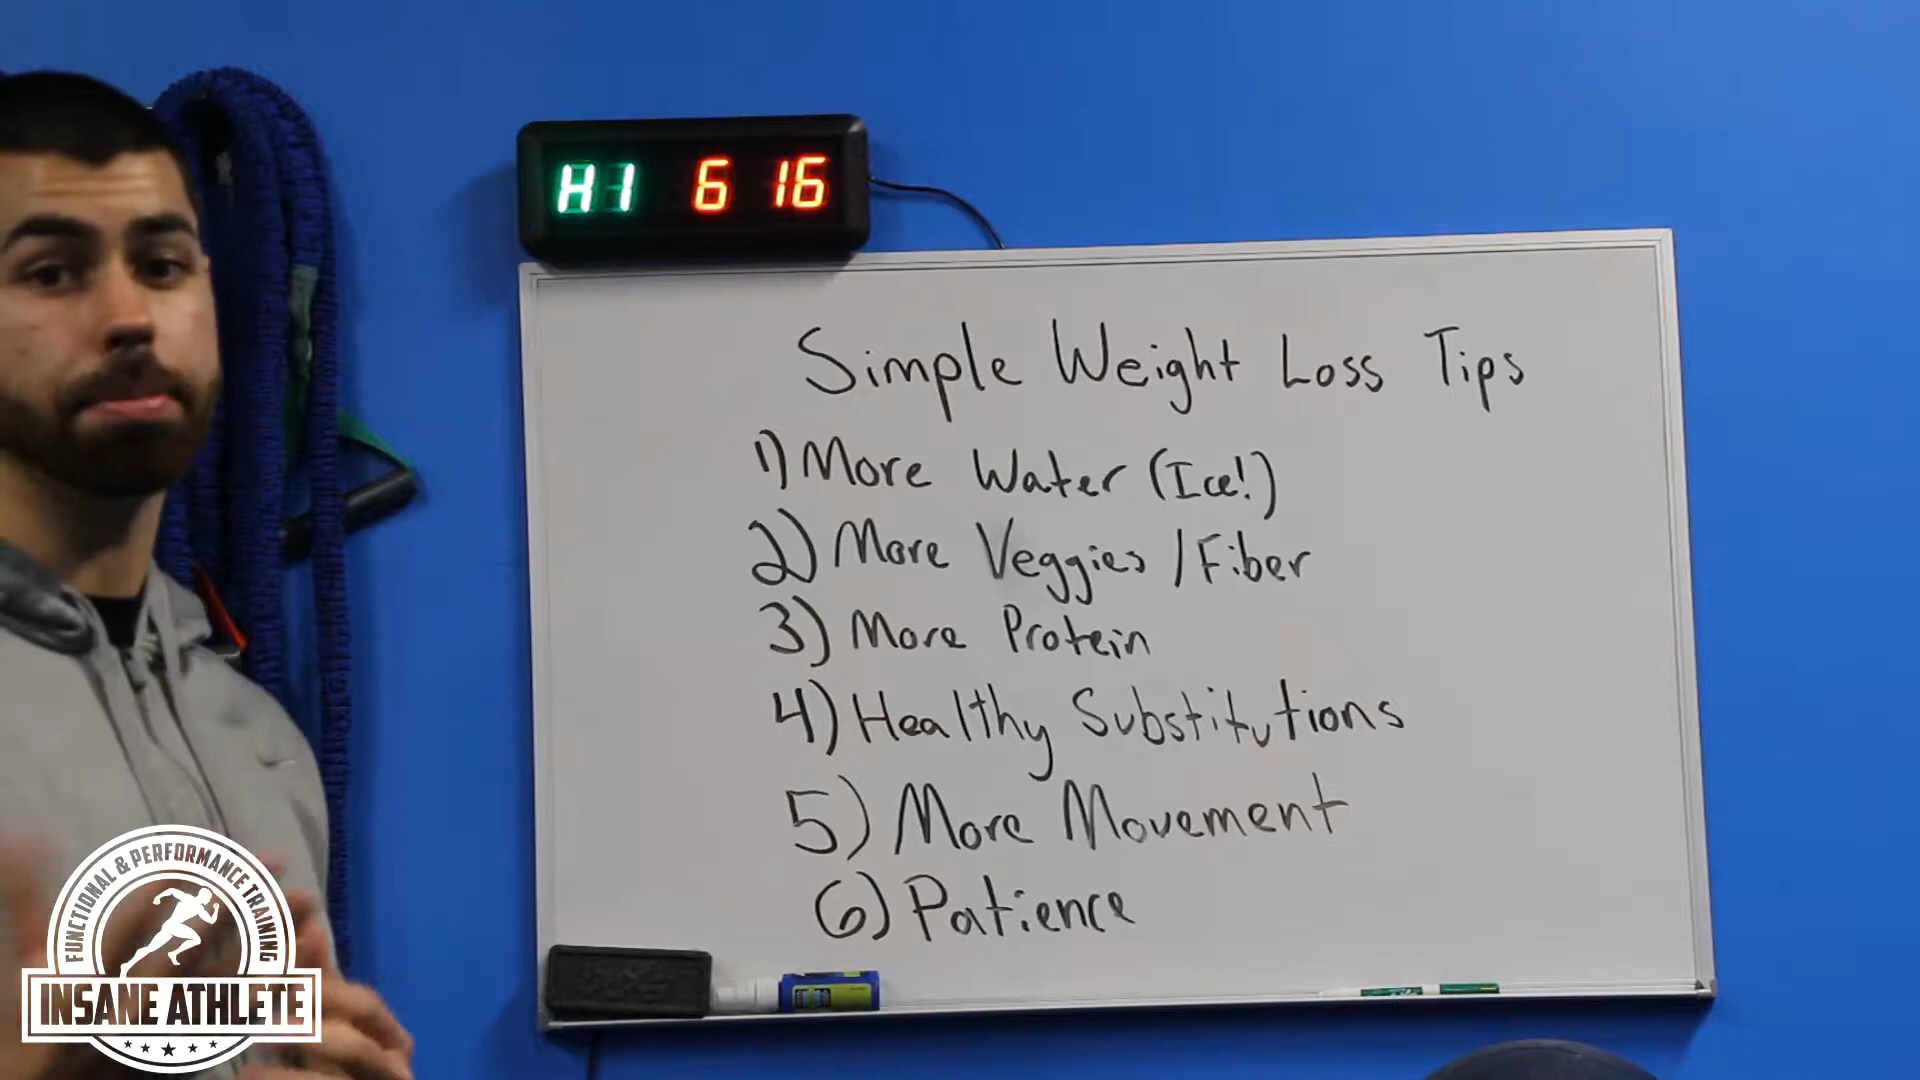 H1 6 16
Simple Weight Loss Tips
1) More Water (Ice!)
2) More Veggies / Fiber
3) More Protein
4) Healthy Substitutions
5) More Movement
6) Patience
FUNCTIONAL & PERFORMANCE TRAINING
INSANE ATHLETE